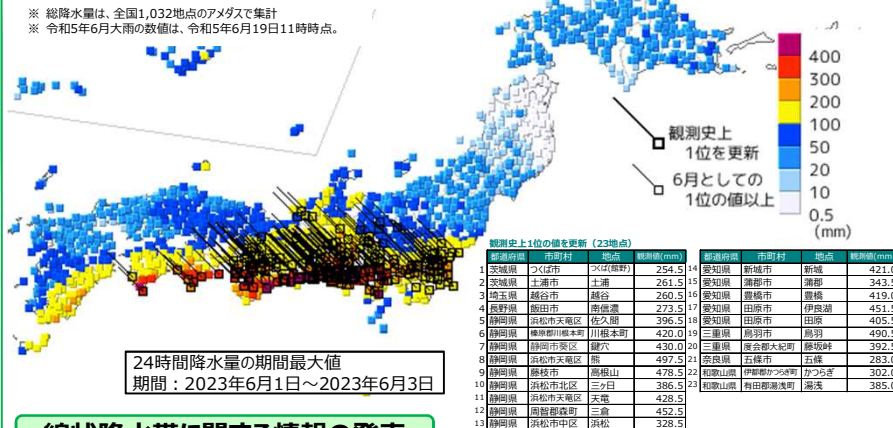 ※ 総降水量は、全国1,032地点のアメダスで集計
※ 令和5年6月大雨の数値は、令和5年6月19日11時時点。
400
300
200
100
50
20
10
0.5
(mm)
観測史上
1位を更新
6月としての
1位の値以上
24時間降水量の期間最大値
期間：2023年6月1日～2023年6月3日
観測史上1位の値を更新（23地点）
都道府県 市町村 地点 観測値(mm)
1 茨城県 つくば市 つくば(館野) 254.5
2 茨城県 土浦市 土浦 261.5
3 埼玉県 越谷市 越谷 260.5
4 長野県 飯田市 南信濃 273.5
5 静岡県 浜松市天竜区 佐久間 396.5
6 静岡県 榛原郡川根本町 川根本町 420.0
7 静岡県 静岡市葵区 鍵穴 430.0
8 静岡県 浜松市天竜区 熊 497.5
9 静岡県 藤枝市 高根山 478.5
10 静岡県 浜松市北区 三ヶ日 386.5
11 静岡県 浜松市天竜区 天竜 428.5
12 静岡県 周智郡森町 三倉 452.5
13 静岡県 浜松市中区 浜松 328.5
都道府県 市町村 地点 観測値(mm)
14 愛知県 新城市 新城 421.0
15 愛知県 蒲郡市 蒲郡 343.5
16 愛知県 豊橋市 豊橋 419.0
17 愛知県 田原市 伊良湖 451.5
18 愛知県 田原市 田原 405.5
19 三重県 鳥羽市 鳥羽 490.5
20 三重県 度会郡大紀町 藤坂峠 392.5
21 奈良県 五條市 五條 283.0
22 和歌山県 伊都郡かつらぎ町 かつらぎ 302.0
23 和歌山県 有田郡湯浅町 湯浅 385.0
線状降水帯に関する情報の発表